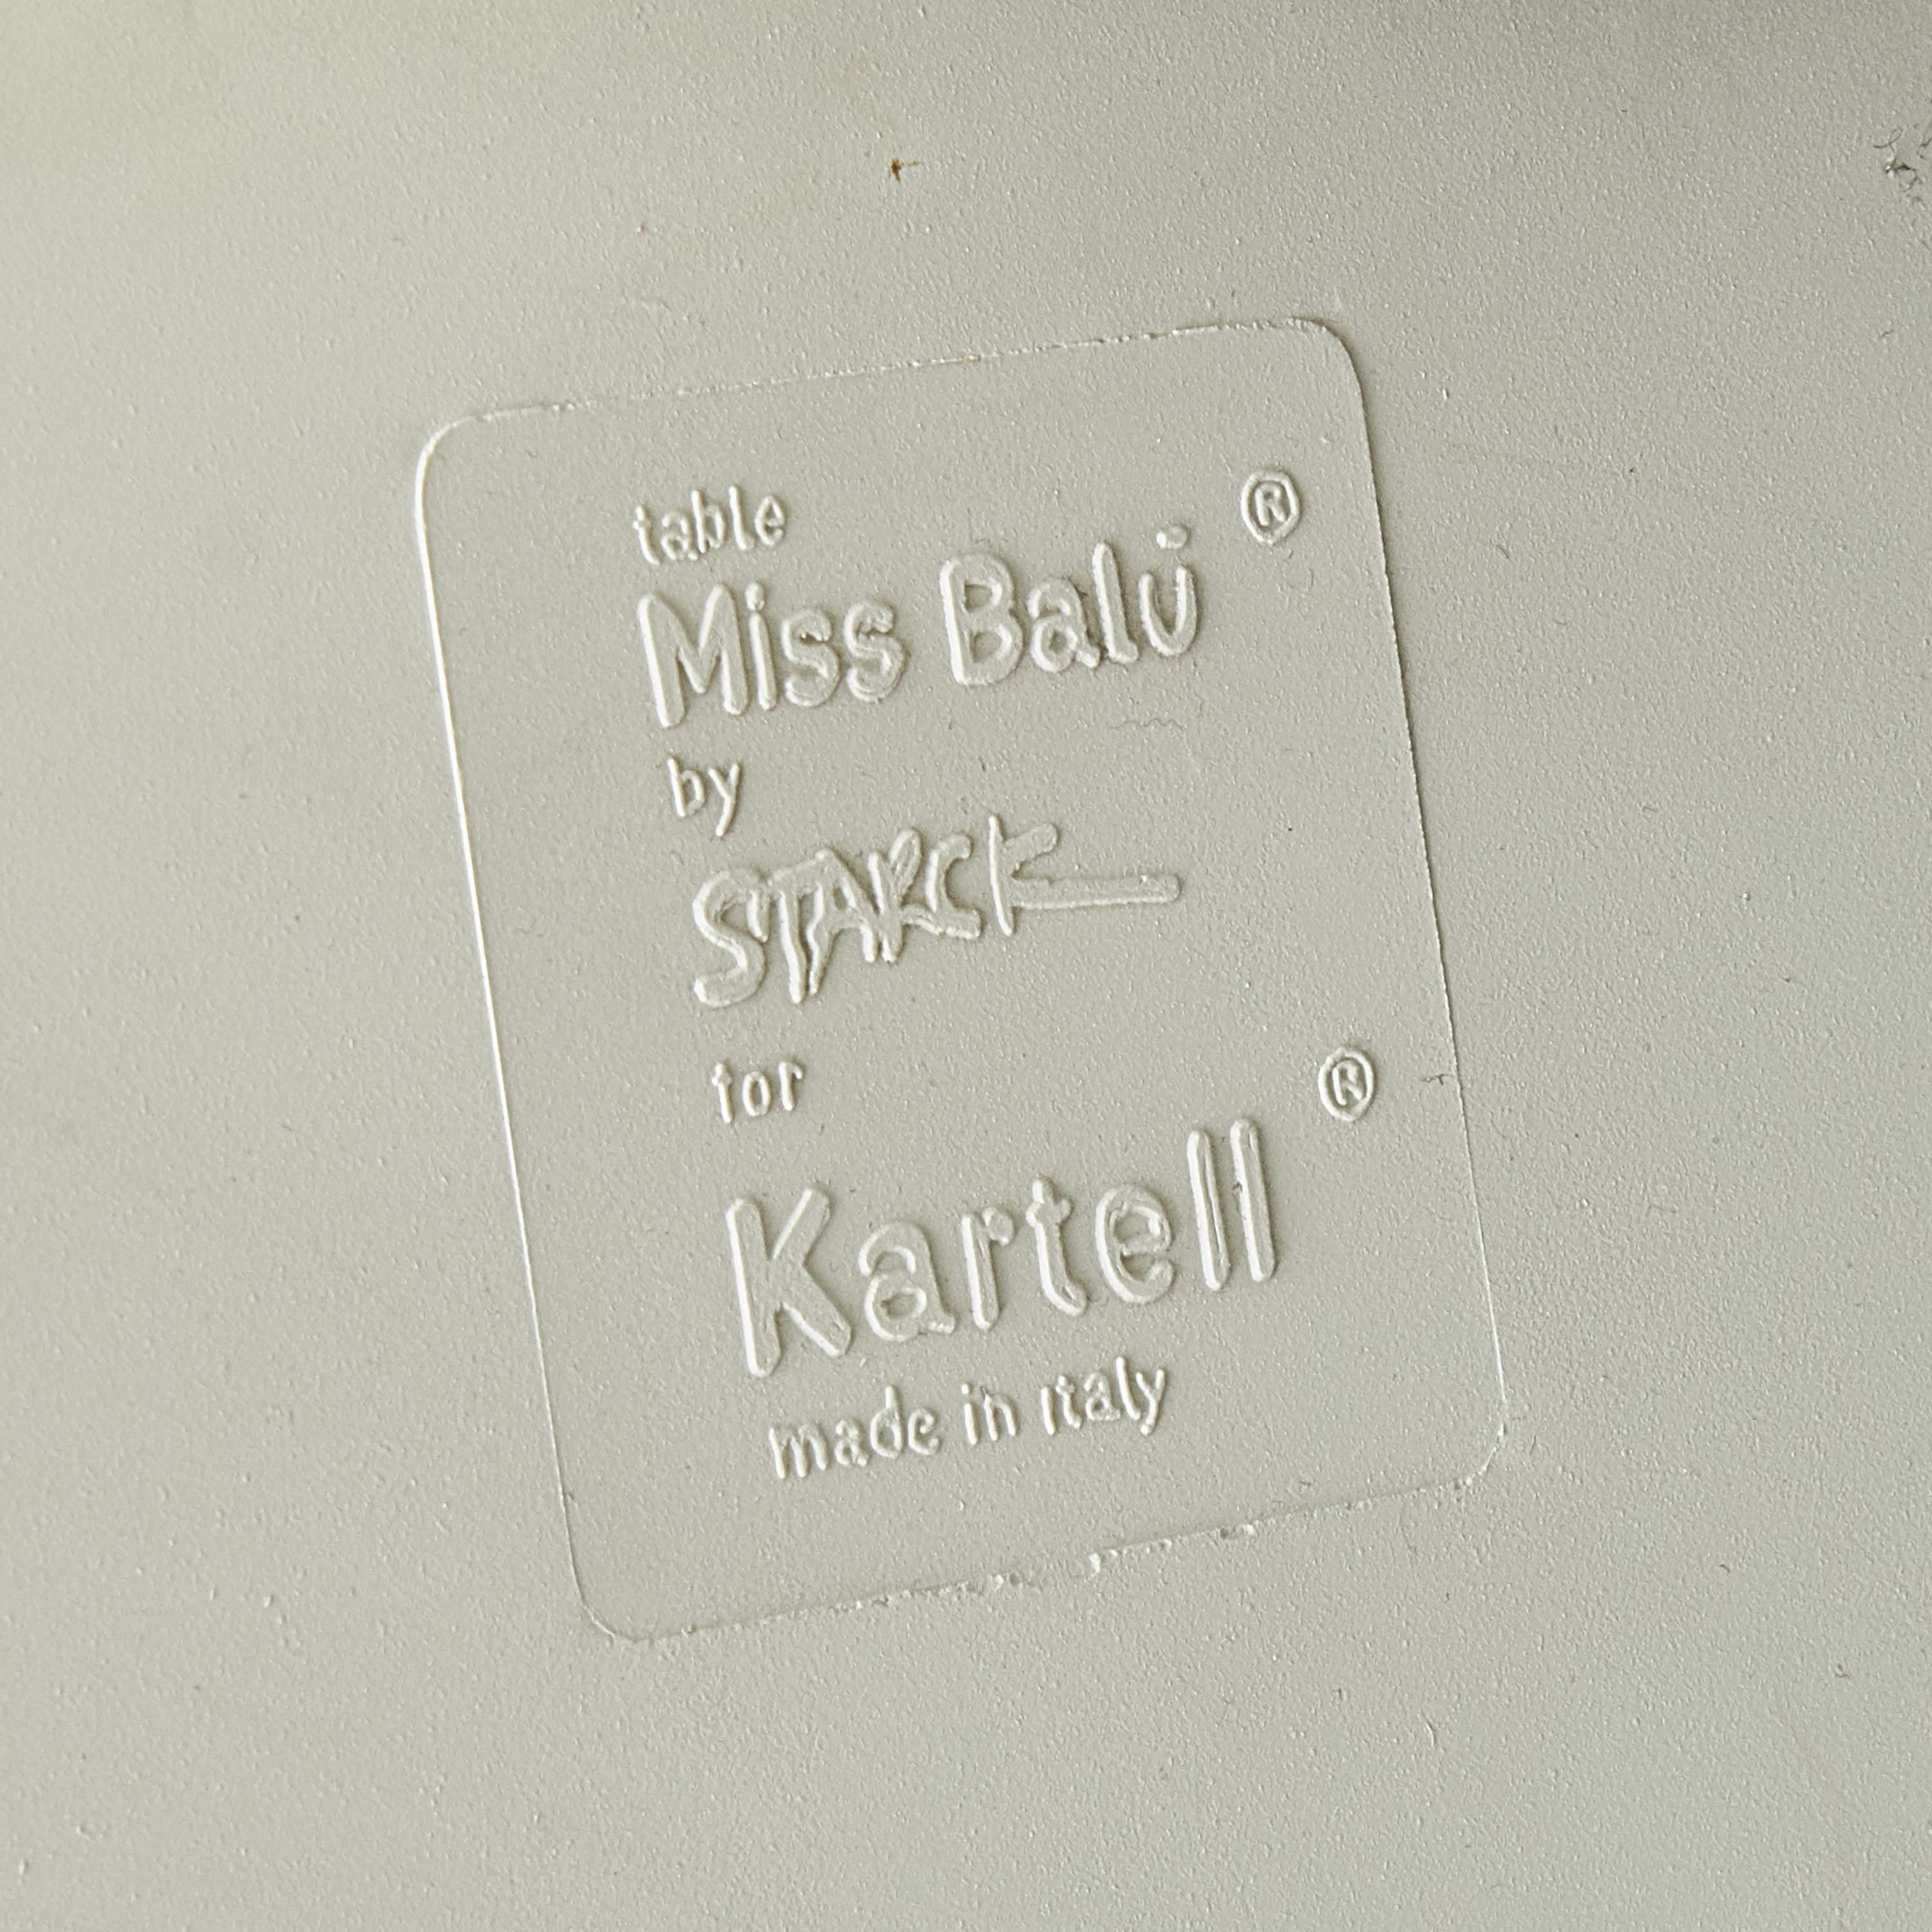 table
Miss Balù ®
by
STARCK
for
Kartell ®
made in italy